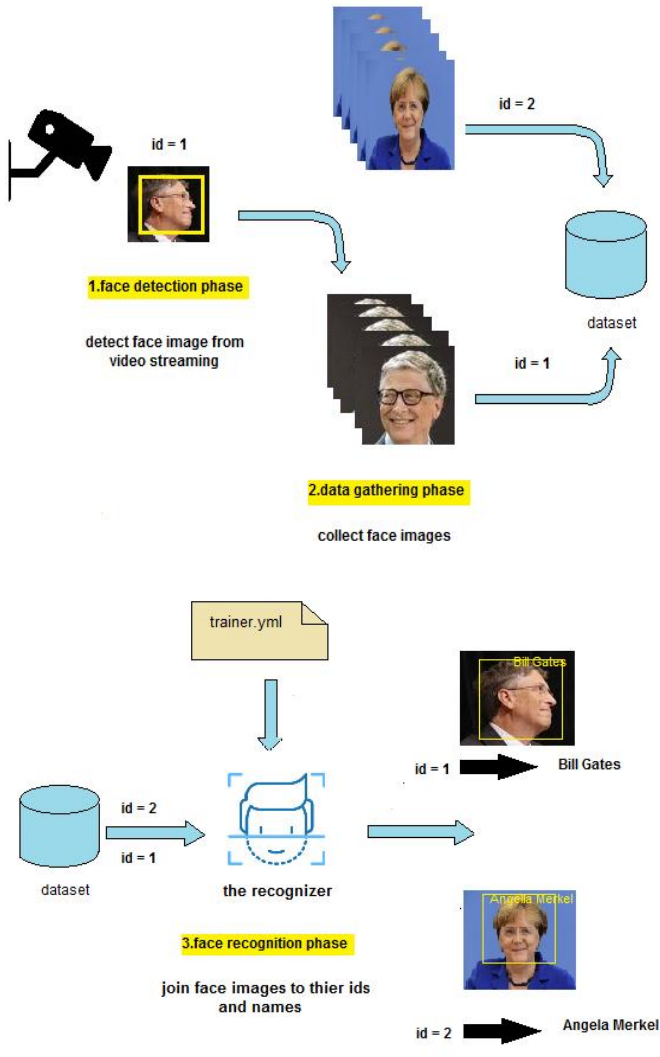 id = 2
id = 1
1.face detection phase
detect face image from
video streaming
dataset
id = 1
2.data gathering phase
collect face images
trainer.yml
Bill Gates
id = 1
Bill Gates
id = 2
id = 1
dataset
the recognizer
3.face recognition phase
join face images to thier ids
and names
Angella Merkel
id = 2
Angela Merkel